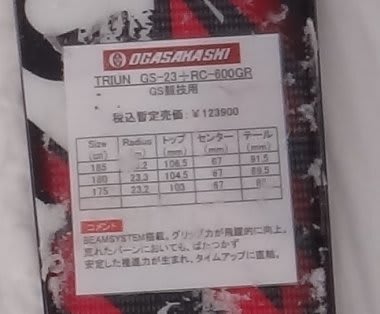 OGASAKASKI
TRIUN GS-23+RC-600GR
GS競技用
税込暫定売価：￥123900
Size (cm) Radius トップ (mm) センター (mm) テール (mm)
185 106.5 67 91.5
180 23.3 104.5 67 89.5
175 23.2 103 67
コメント
BEAMSYSTEM搭載。グリップ力が飛躍的に向上。
荒れたバーンにおいても、ばたつかず
安定した推進力が生まれ、タイムアップに直結。